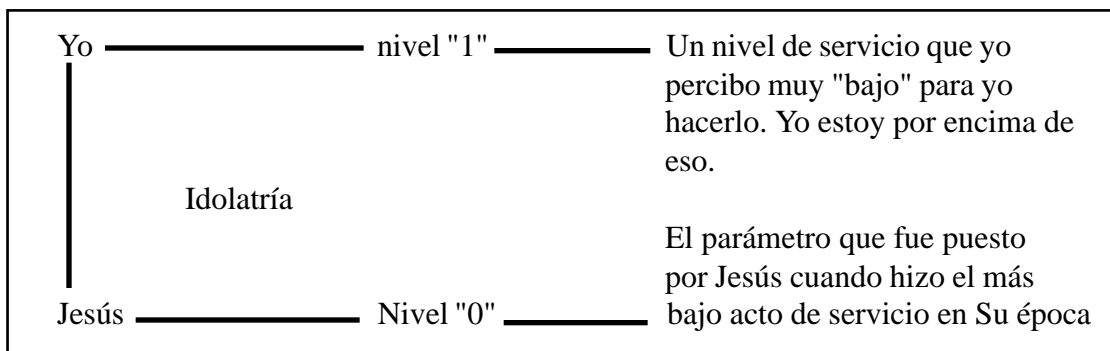 Yo nivel "1" Un nivel de servicio que yo
percibo muy "bajo" para yo
hacerlo. Yo estoy por encima de
eso.
Idolatría
El parámetro que fue puesto
por Jesús cuando hizo el más
Jesús Nivel "0" bajo acto de servicio en Su época